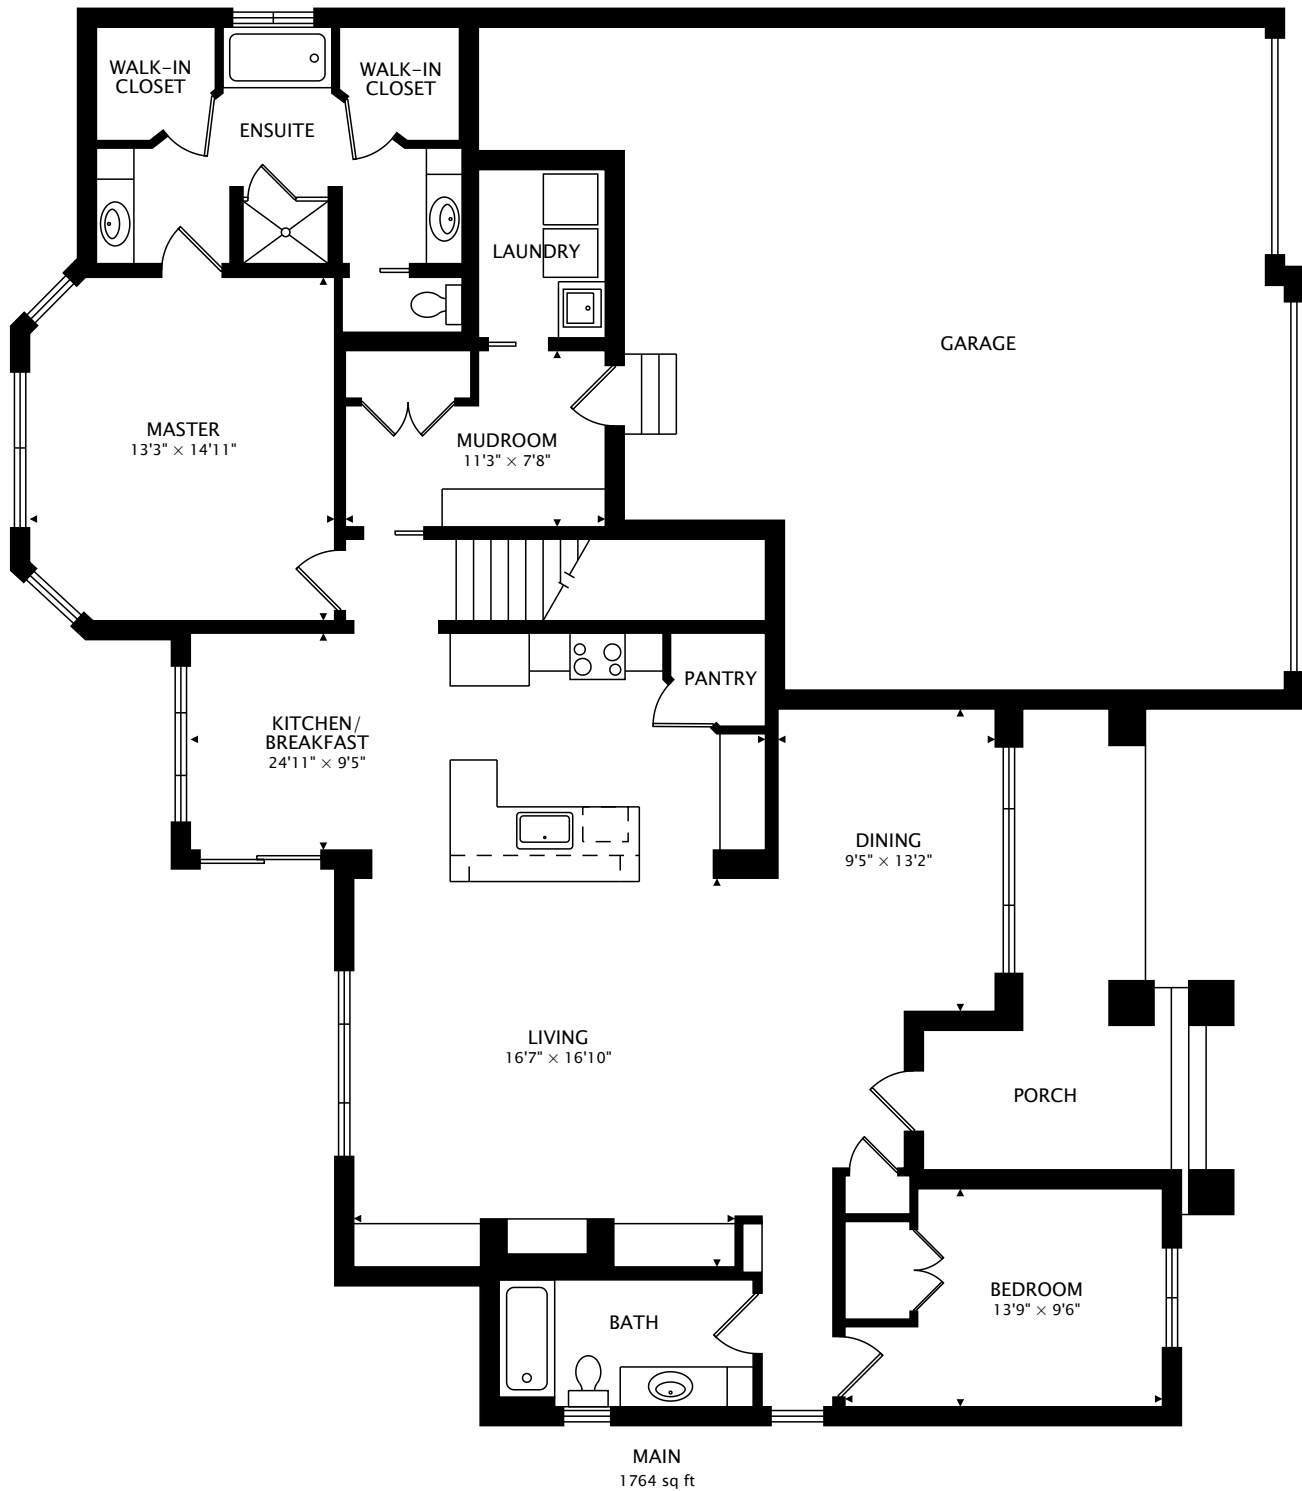 WALK-IN
CLOSET
WALK-IN
CLOSET
ENSUITE
LAUNDRY
GARAGE
MASTER
13'3" × 14'11"
MUDROOM
11'3" × 7'8"
PANTRY
KITCHEN/
BREAKFAST
24'11" × 9'5"
DINING
9'5" × 13'2"
LIVING
16'7" × 16'10"
PORCH
BEDROOM
13'9" × 9'6"
BATH
MAIN
1764 sq ft